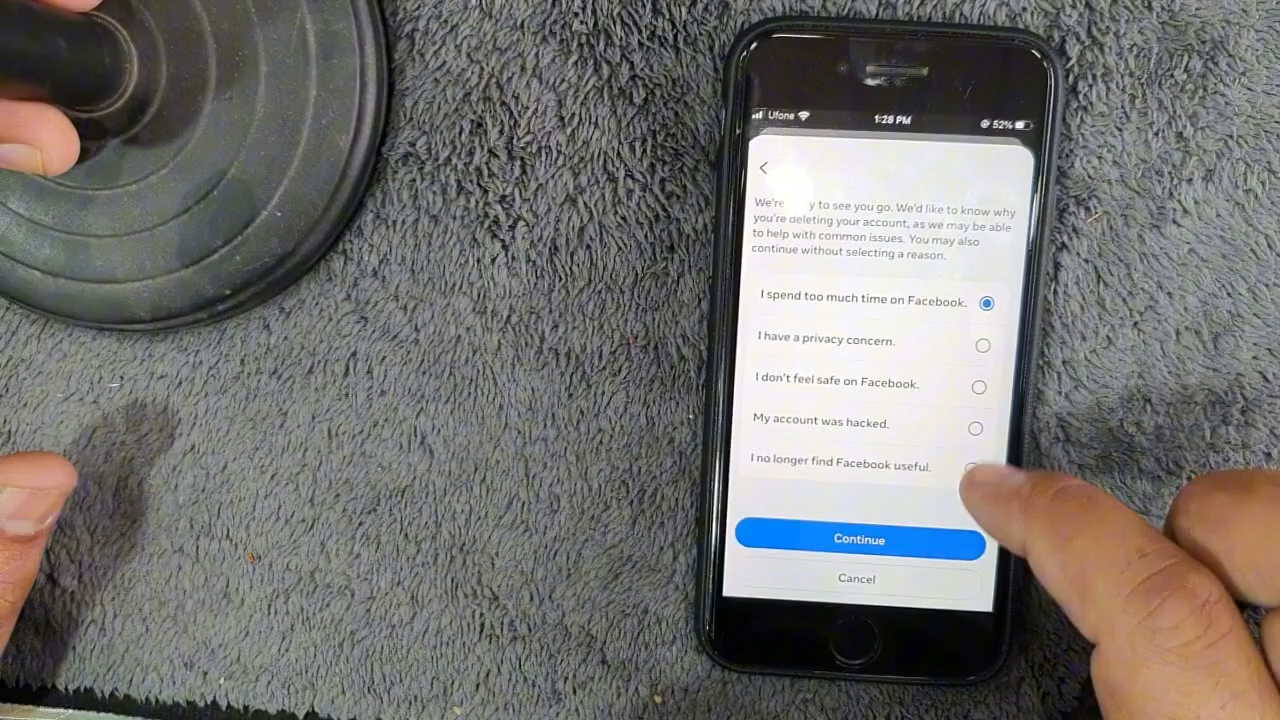 Ufone
1:28 PM
52%
We're y to see you go. We'd like to know why
you're deleting your account, as we may be able
to help with common issues. You may also
continue without selecting a reason.
I spend too much time on Facebook.
I have a privacy concern.
I don't feel safe on Facebook.
My account was hacked.
I no longer find Facebook useful.
Continue
Cancel